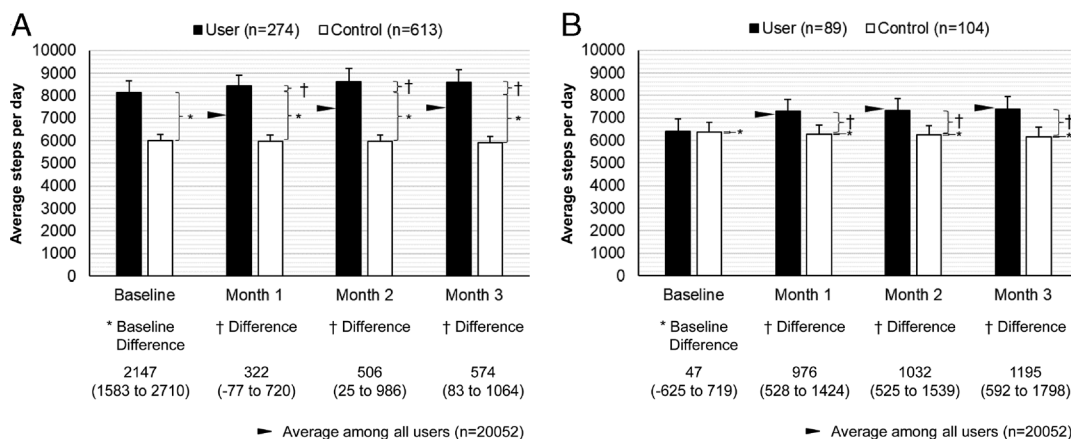 A
User (n=274) Control (n=613)
Average steps per day
10000
9000
8000
7000
6000
5000
4000
3000
2000
1000
0
*
†
*
†
*
†
*
Baseline Month 1 Month 2 Month 3
* Baseline Difference † Difference † Difference † Difference
2147 322 506 574
(1583 to 2710) (-77 to 720) (25 to 986) (83 to 1064)
Average among all users (n=20052)
B
User (n=89) Control (n=104)
Average steps per day
10000
9000
8000
7000
6000
5000
4000
3000
2000
1000
0
*
†
*
†
*
†
*
Baseline Month 1 Month 2 Month 3
* Baseline Difference † Difference † Difference † Difference
47 976 1032 1195
(-625 to 719) (528 to 1424) (525 to 1539) (592 to 1798)
Average among all users (n=20052)